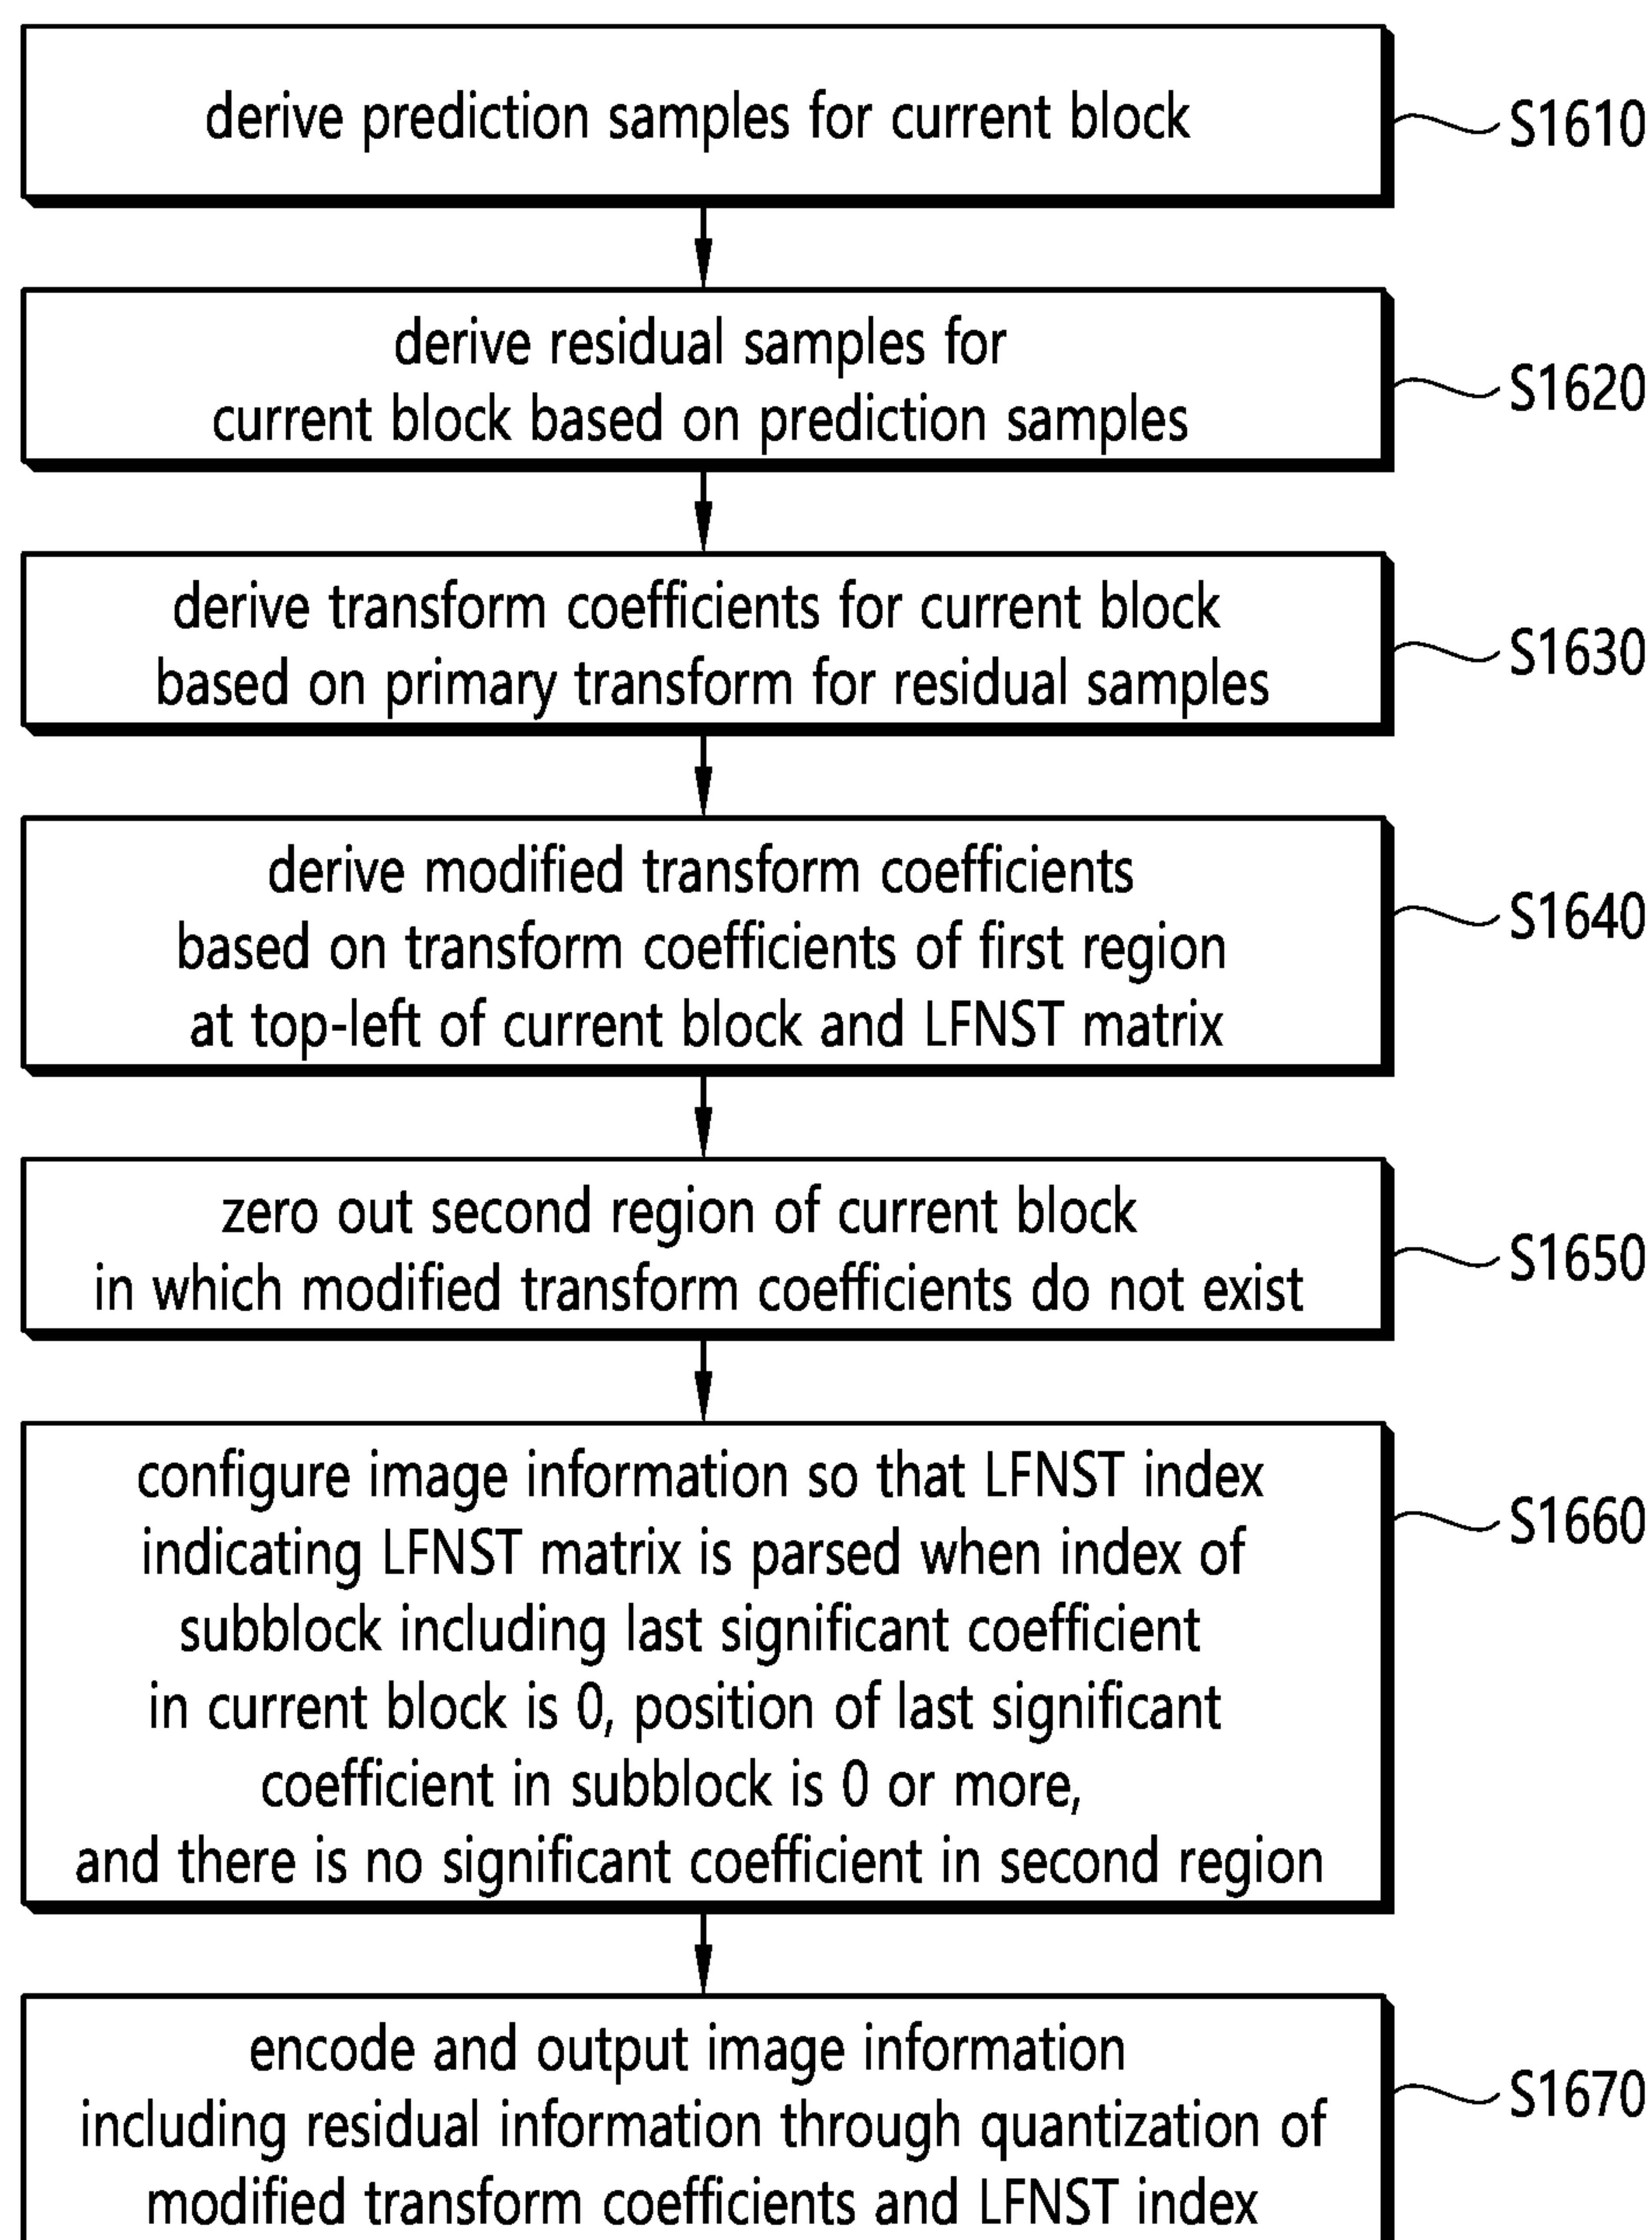 derive prediction samples for current block
S1610
derive residual samples for
current block based on prediction samples
S1620
derive transform coefficients for current block
based on primary transform for residual samples
S1630
derive modified transform coefficients
based on transform coefficients of first region
at top-left of current block and LFNST matrix
S1640
zero out second region of current block
in which modified transform coefficients do not exist
S1650
configure image information so that LFNST index
indicating LFNST matrix is parsed when index of
subblock including last significant coefficient
in current block is 0, position of last significant
coefficient in subblock is 0 or more,
and there is no significant coefficient in second region
S1660
encode and output image information
including residual information through quantization of
modified transform coefficients and LFNST index
S1670